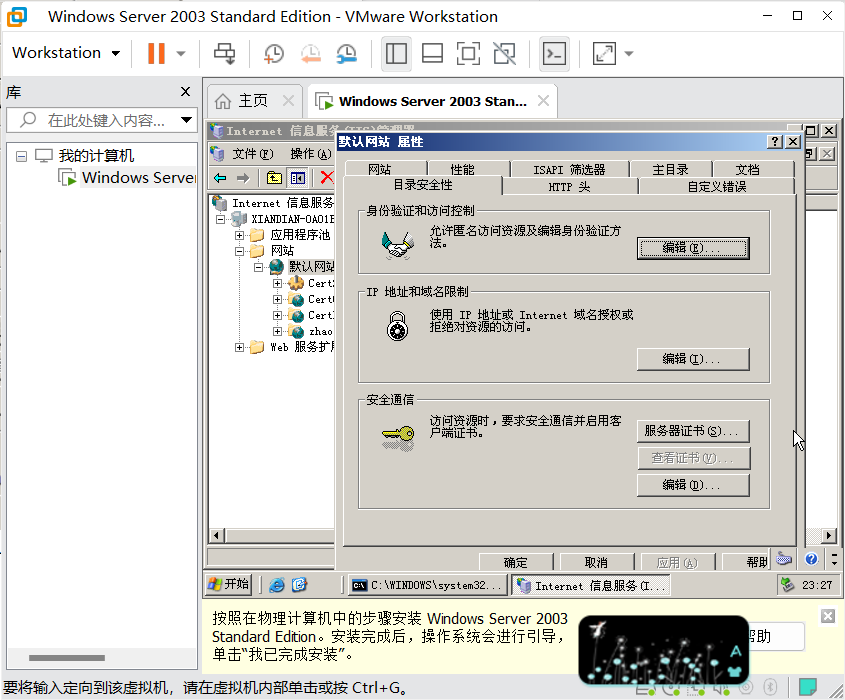 Windows Server 2003 Standard Edition - VMware Workstation
Workstation
库
在此处键入内容...
我的计算机
Windows Server
主页
Windows Server 2003 Stan...
Internet 信息服务(IIS)管理器
默认网站 属性
文件(F) 操作(A)
Internet 信息服务
应用程序池
网站
默认网站
zhao
Web 服务扩展
网站
性能
ISAPI 筛选器
主目录
文档
目录安全性
HTTP 头
自定义错误
身份验证和访问控制
允许匿名访问资源及编辑身份验证方
法。
编辑(E)...
IP 地址和域名限制
使用 IP 地址或 Internet 域名授权或
拒绝对资源的访问。
编辑(I)...
安全通信
访问资源时，要求安全通信并启用客
户端证书。
服务器证书(S)...
查看证书(V)...
编辑(D)...
确定
取消
应用(A)
帮助
开始
C:\WINDOWS\system32...
Internet 信息服务(I...
23:27
按照在物理计算机中的步骤安装 Windows Server 2003
Standard Edition。安装完成后，操作系统会进行引导，
单击“我已完成安装”。
帮助
A
要将输入定向到该虚拟机，请在虚拟机内部单击或按 Ctrl+G。